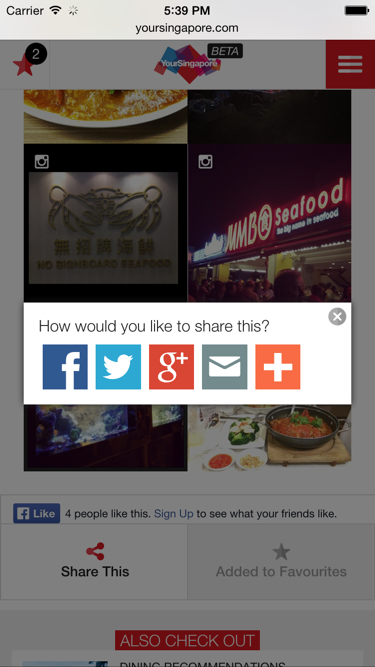 Carrier 5:39 PM
yoursingapore.com
2
YourSingapore BETA
無招牌海鮮
NO SIGNBOARD SEAFOOD
JUMBO Seafood
the big name in seafood
How would you like to share this?
f g+
f Like 4 people like this. Sign Up to see what your friends like.
Share This Added to Favourites
ALSO CHECK OUT
DINING RECOMMENDATIONS